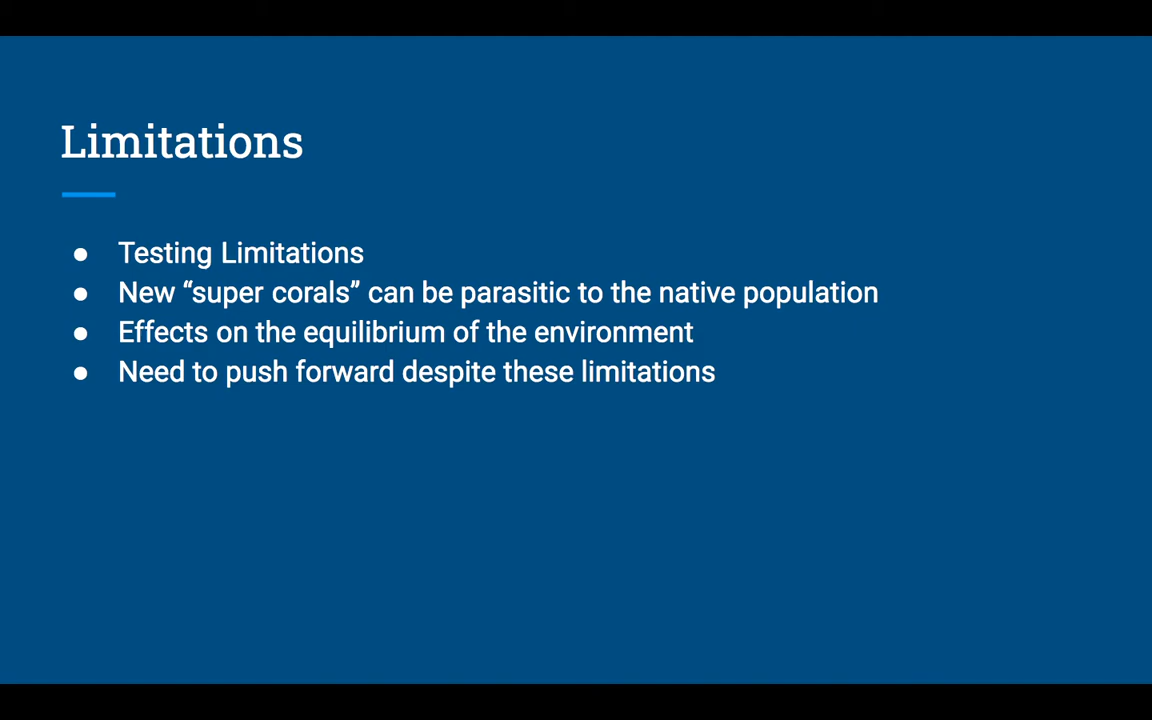 Limitations
● Testing Limitations
● New “super corals” can be parasitic to the native population
● Effects on the equilibrium of the environment
● Need to push forward despite these limitations